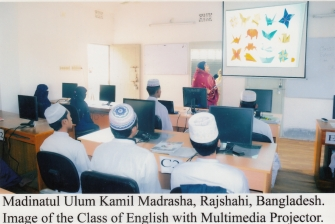 Madinatul Ulum Kamil Madrasha, Rajshahi, Bangladesh.
Image of the Class of English with Multimedia Projector.